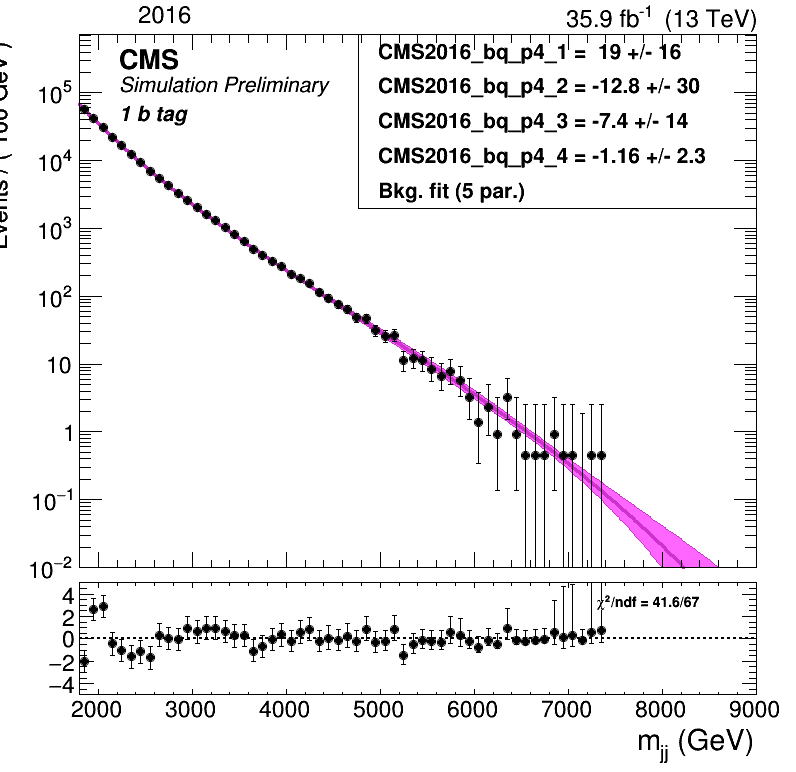 2016
35.9 fb⁻¹ (13 TeV)
CMS
Simulation Preliminary
1 b tag
CMS2016_bq_p4_1 = 19 +/- 16
CMS2016_bq_p4_2 = -12.8 +/- 30
CMS2016_bq_p4_3 = -7.4 +/- 14
CMS2016_bq_p4_4 = -1.16 +/- 2.3
Bkg. fit (5 par.)
10⁵
10⁴
10³
10²
10
1
10⁻¹
10⁻²
χ²/ndf = 41.6/67
4
2
0
−2
−4
2000 3000 4000 5000 6000 7000 8000 9000
m_jj (GeV)